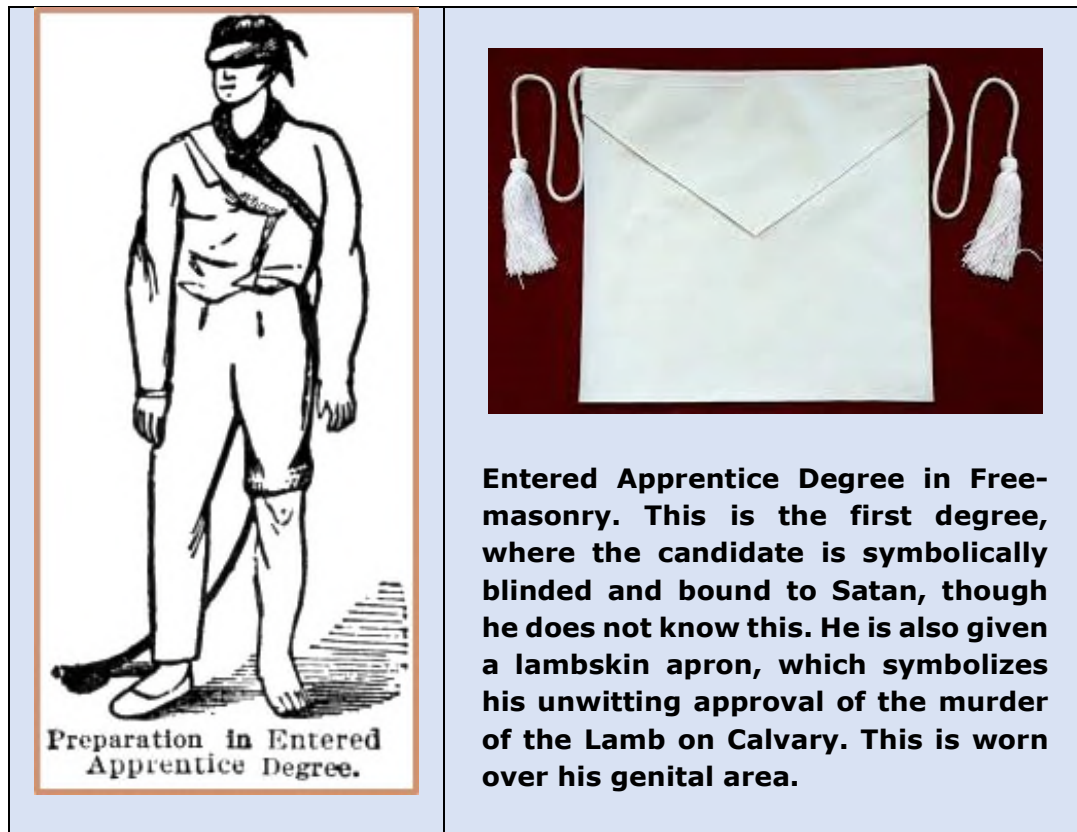 Preparation in Entered
Apprentice Degree.
Entered Apprentice Degree in Free-
masonry. This is the first degree,
where the candidate is symbolically
blinded and bound to Satan, though
he does not know this. He is also given
a lambskin apron, which symbolizes
his unwitting approval of the murder
of the Lamb on Calvary. This is worn
over his genital area.